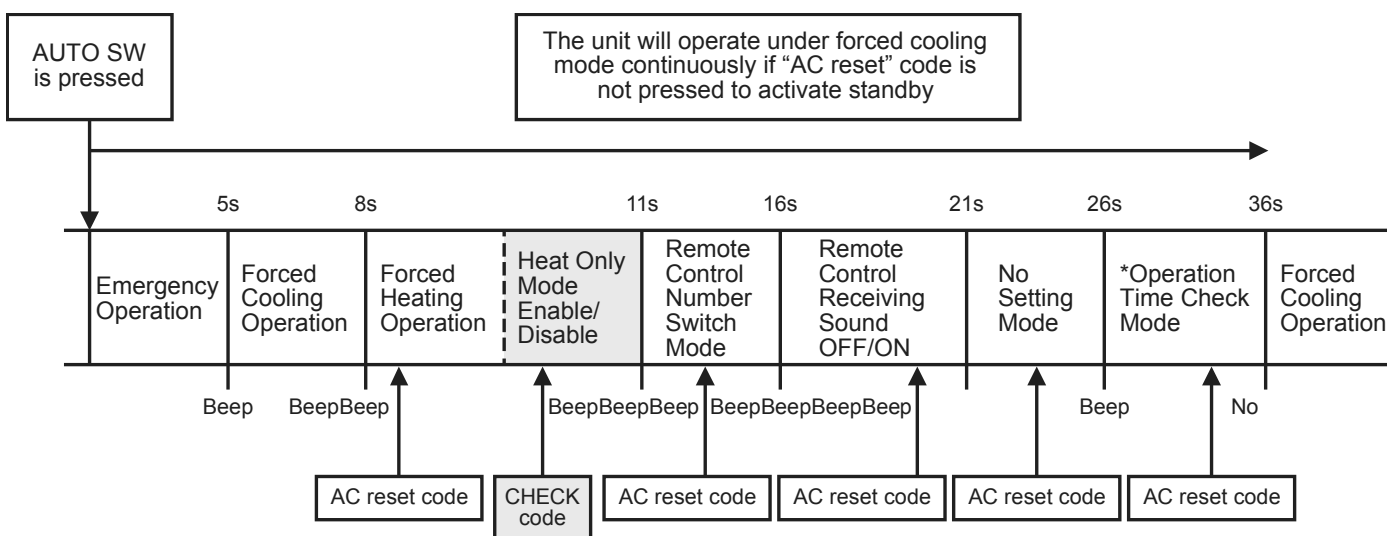 AUTO SW
is pressed
The unit will operate under forced cooling
mode continuously if “AC reset” code is
not pressed to activate standby
5s
8s
11s
16s
21s
26s
36s
Emergency
Operation
Forced
Cooling
Operation
Forced
Heating
Operation
Heat Only
Mode
Enable/
Disable
Remote
Control
Number
Switch
Mode
Remote
Control
Receiving
Sound
OFF/ON
No
Setting
Mode
*Operation
Time Check
Mode
Forced
Cooling
Operation
Beep
BeepBeep
BeepBeepBeep
BeepBeepBeepBeep
Beep
No
AC reset code
CHECK
code
AC reset code
AC reset code
AC reset code
AC reset code